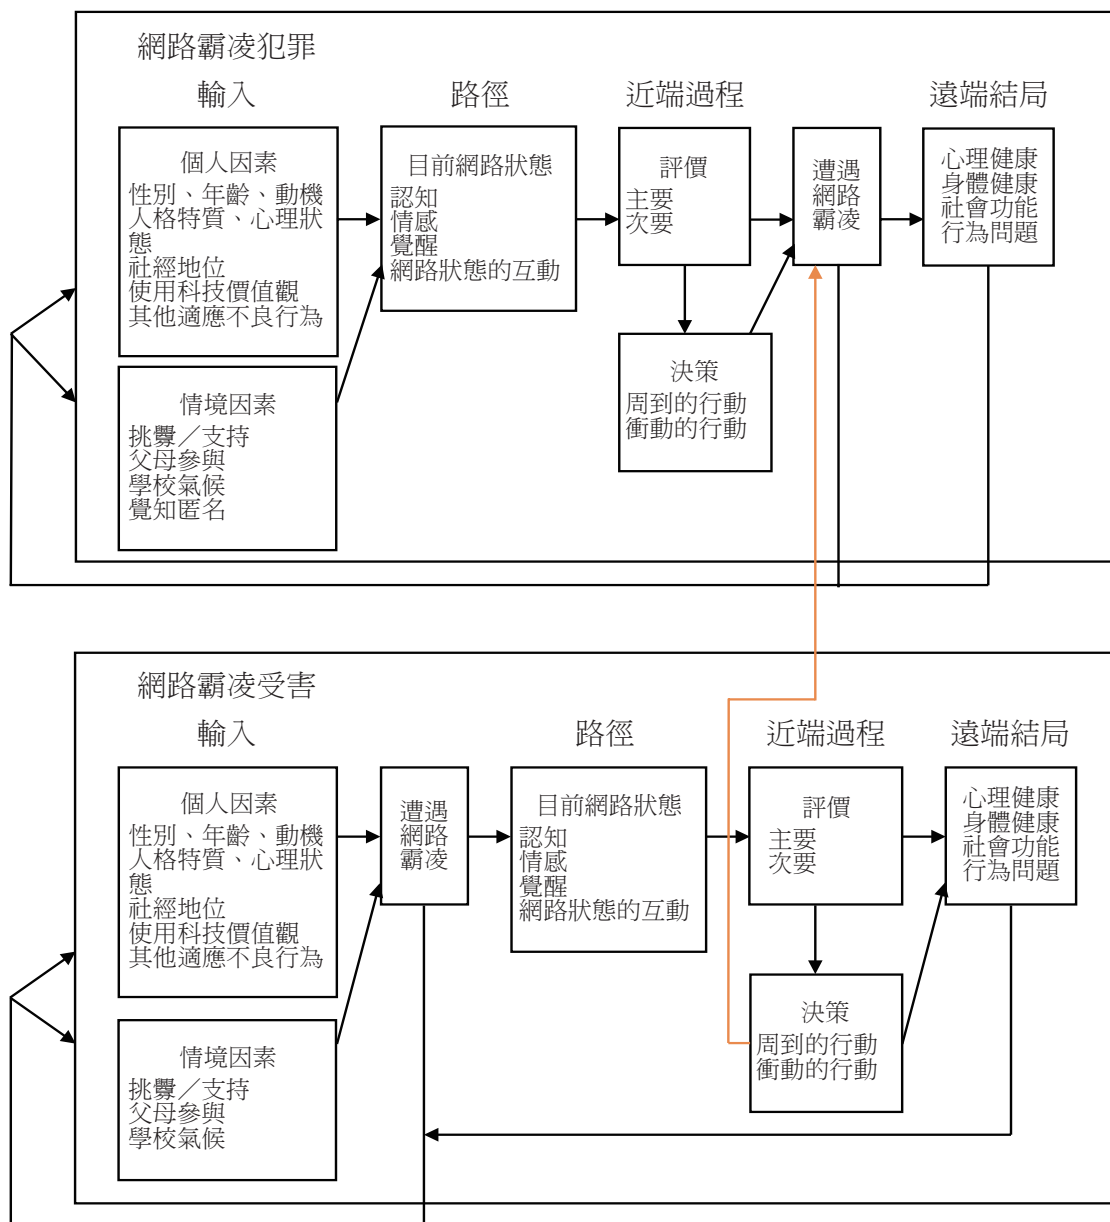 網路霸凌犯罪
輸入
路徑
近端過程
遠端結局
個人因素
性別、年齡、動機
人格特質、心理狀
態
社經地位
使用科技價值觀
其他適應不良行為
情境因素
挑釁／支持
父母參與
學校氣候
覺知匿名
目前網路狀態
認知
情感
覺醒
網路狀態的互動
評價
主要
次要
決策
周到的行動
衝動的行動
遭遇
網路
霸凌
心理健康
身體健康
社會功能
行為問題
網路霸凌受害
輸入
路徑
近端過程
遠端結局
個人因素
性別、年齡、動機
人格特質、心理狀
態
社經地位
使用科技價值觀
其他適應不良行為
情境因素
挑釁／支持
父母參與
學校氣候
遭遇
網路
霸凌
目前網路狀態
認知
情感
覺醒
網路狀態的互動
評價
主要
次要
決策
周到的行動
衝動的行動
心理健康
身體健康
社會功能
行為問題